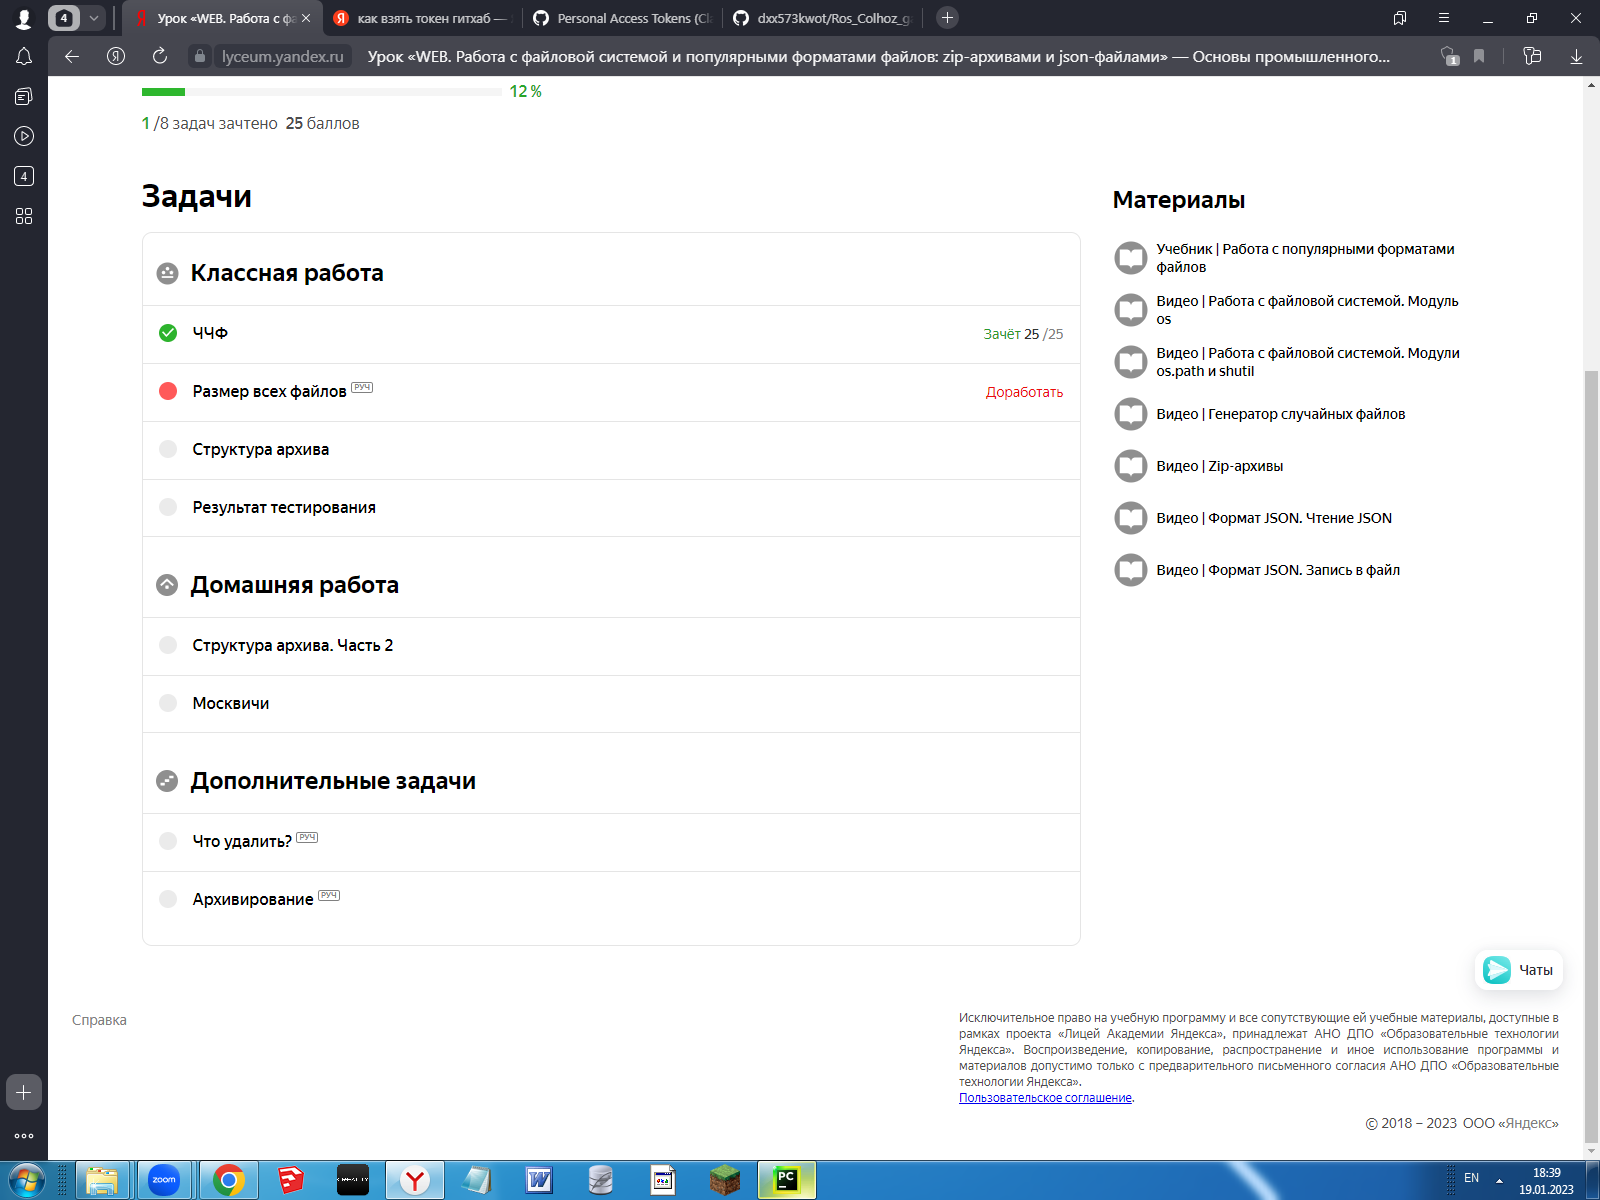 4
Урок «WEB. Работа с фа
как взять токен гитхаб —
Personal Access Tokens (Cl
dxx573kwot/Ros_Colhoz_g
lyceum.yandex.ru
Урок «WEB. Работа с файловой системой и популярными форматами файлов: zip-архивами и json-файлами» — Основы промышленного...
1
4
12 %
1 /8 задач зачтено 25 баллов
Задачи
Классная работа
ЧЧФ
Зачёт 25 /25
Размер всех файлов РУЧ
Доработать
Структура архива
Результат тестирования
Домашняя работа
Структура архива. Часть 2
Москвичи
Дополнительные задачи
Что удалить? РУЧ
Архивирование РУЧ
Материалы
Учебник | Работа с популярными форматами
файлов
Видео | Работа с файловой системой. Модуль
os
Видео | Работа с файловой системой. Модули
os.path и shutil
Видео | Генератор случайных файлов
Видео | Zip-архивы
Видео | Формат JSON. Чтение JSON
Видео | Формат JSON. Запись в файл
Чаты
Справка
Исключительное право на учебную программу и все сопутствующие ей учебные материалы, доступные в
рамках проекта «Лицей Академии Яндекса», принадлежат АНО ДПО «Образовательные технологии
Яндекса». Воспроизведение, копирование, распространение и иное использование программы и
материалов допустимо только с предварительного письменного согласия АНО ДПО «Образовательные
технологии Яндекса».
Пользовательское соглашение.
© 2018 – 2023 ООО «Яндекс»
zoom
PC
EN
18:39
19.01.2023